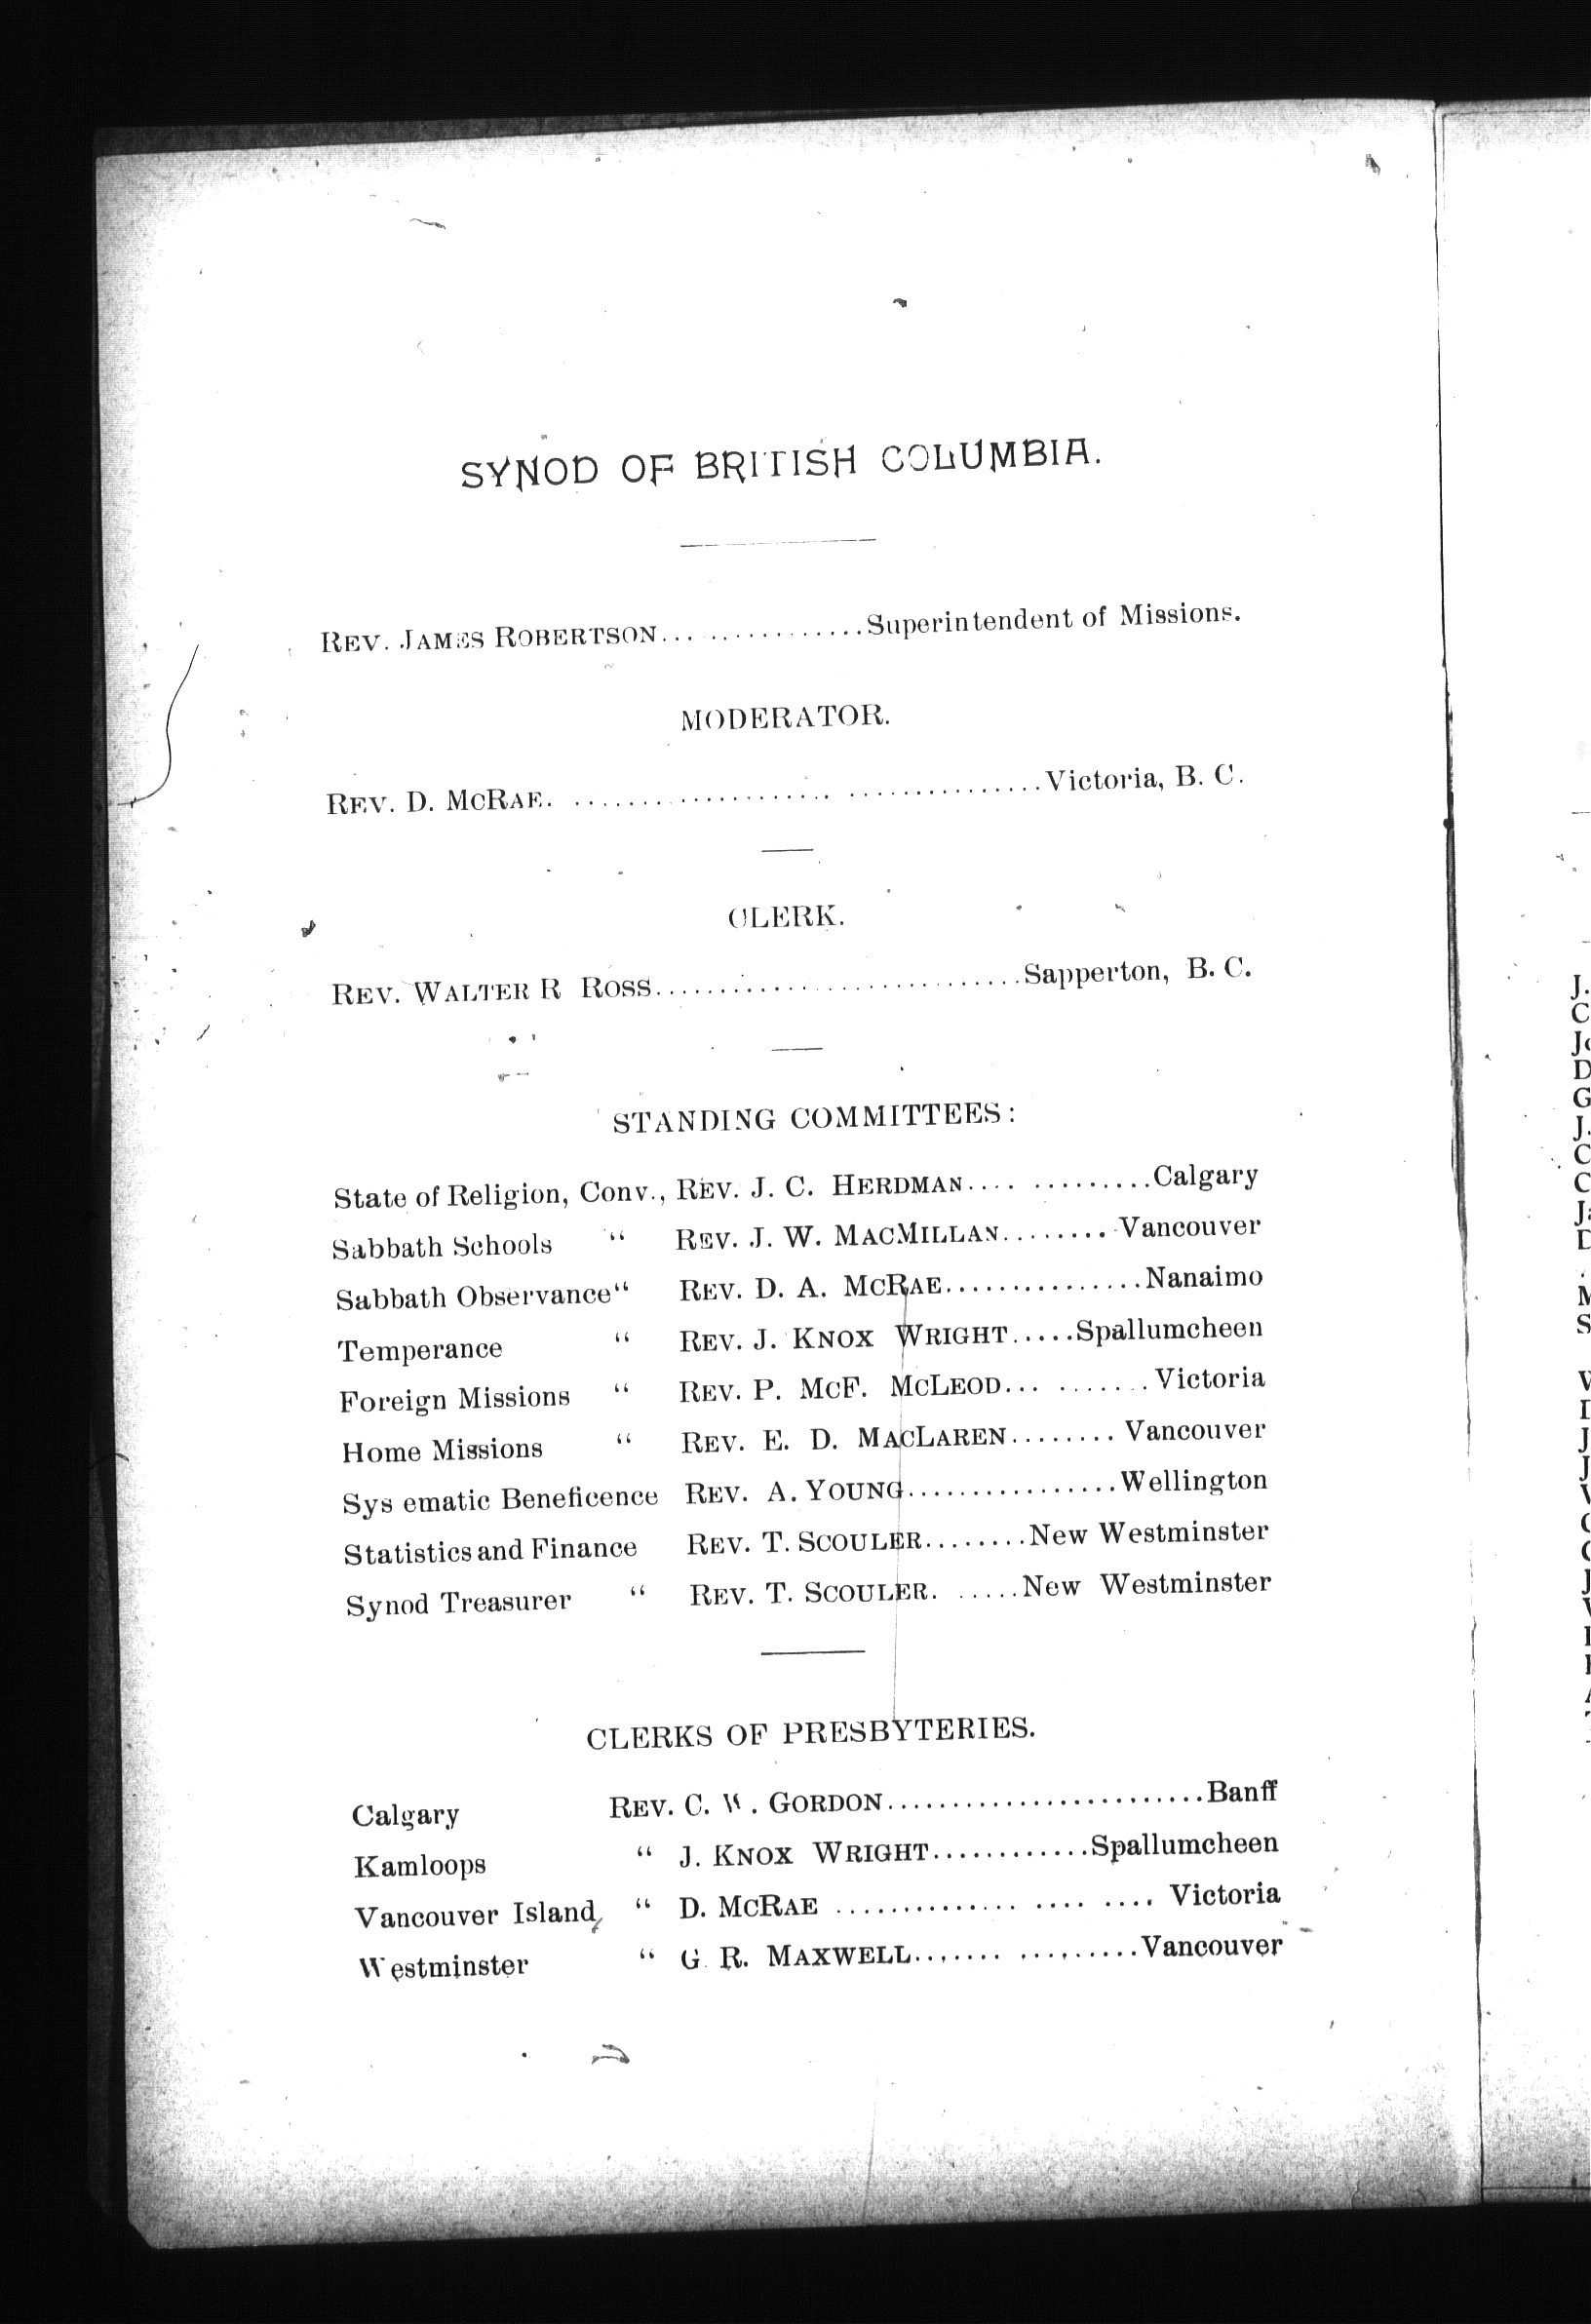 SYNOD OF BRITISH COLUMBIA.
REV. JAMES ROBERTSON................Superintendent of Missions.
MODERATOR.
REV. D. MCRAE. ....................................Victoria, B. C.
CLERK.
REV. WALTER R ROSS.............................Sapperton, B. C.
STANDING COMMITTEES:
State of Religion, Conv., REV. J. C. HERDMAN.... .........Calgary
Sabbath Schools “ REV. J. W. MACMILLAN.........Vancouver
Sabbath Observance“ REV. D. A. MCRAE...............Nanaimo
Temperance “ REV. J. KNOX WRIGHT.....Spallumcheen
Foreign Missions “ REV. P. MCF. MCLEOD... ....... Victoria
Home Missions “ REV. E. D. MACLAREN........ Vancouver
Sys ematic Beneficence REV. A. YOUNG................Wellington
Statistics and Finance REV. T. SCOULER........New Westminster
Synod Treasurer “ REV. T. SCOULER. .....New Westminster
CLERKS OF PRESBYTERIES.
Calgary REV. C. W. GORDON........................Banff
Kamloops “ J. KNOX WRIGHT............Spallumcheen
Vancouver Island, “ D. MCRAE .............. .... .... Victoria
Westminster “ G. R. MAXWELL....... .........Vancouver